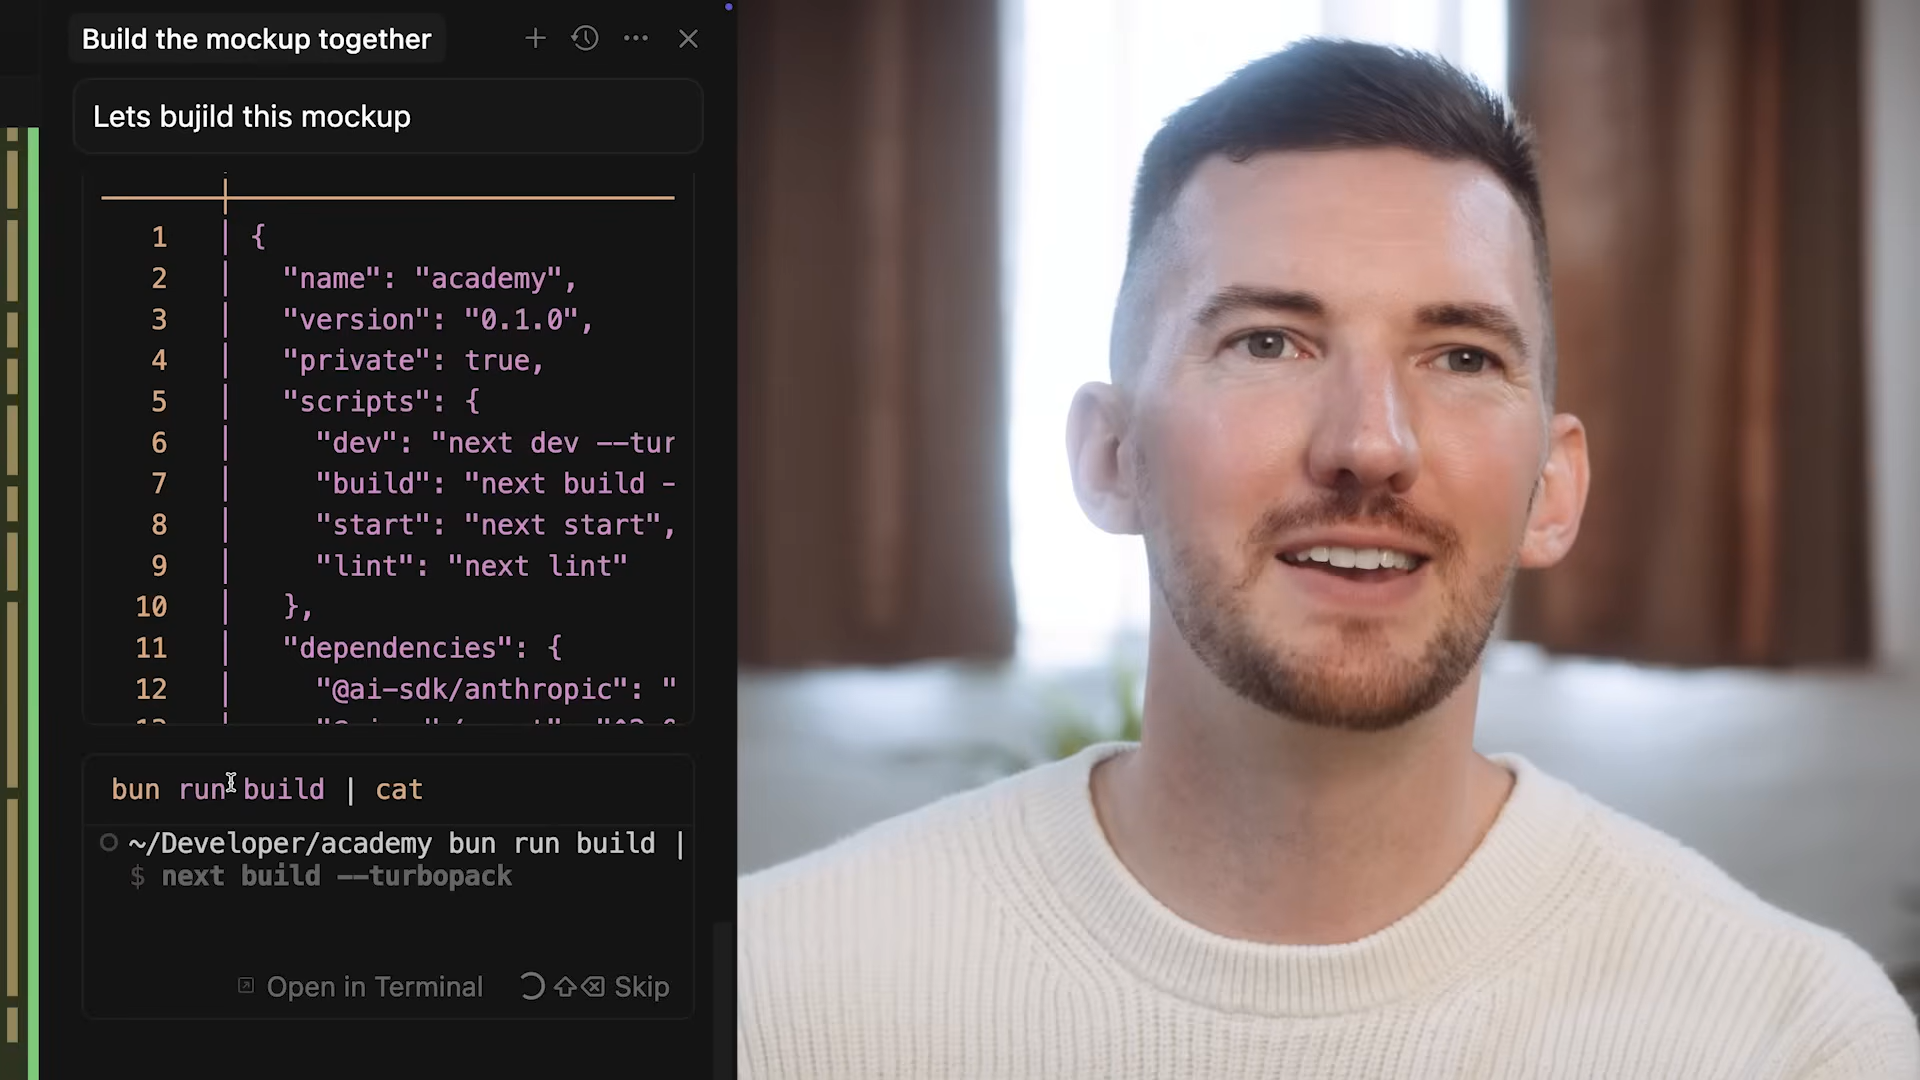 Build the mockup together
Lets bujild this mockup
1 {
2 "name": "academy",
3 "version": "0.1.0",
4 "private": true,
5 "scripts": {
6 "dev": "next dev --tur
7 "build": "next build -
8 "start": "next start",
9 "lint": "next lint"
10 },
11 "dependencies": {
12 "@ai-sdk/anthropic": "
bun run build | cat
~/Developer/academy bun run build |
$ next build --turbopack
Open in Terminal
Skip